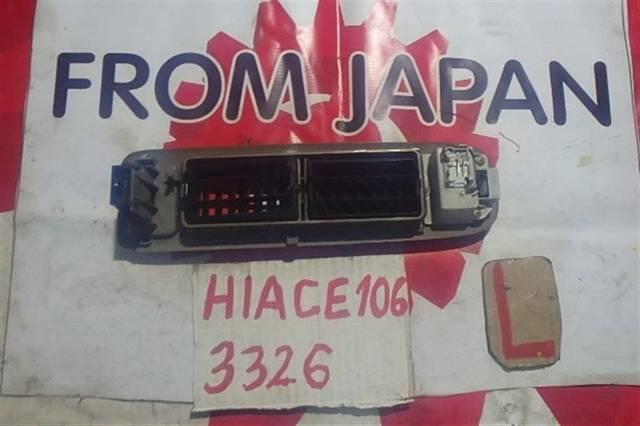 FROM JAPAN
HIACE106
3326
L